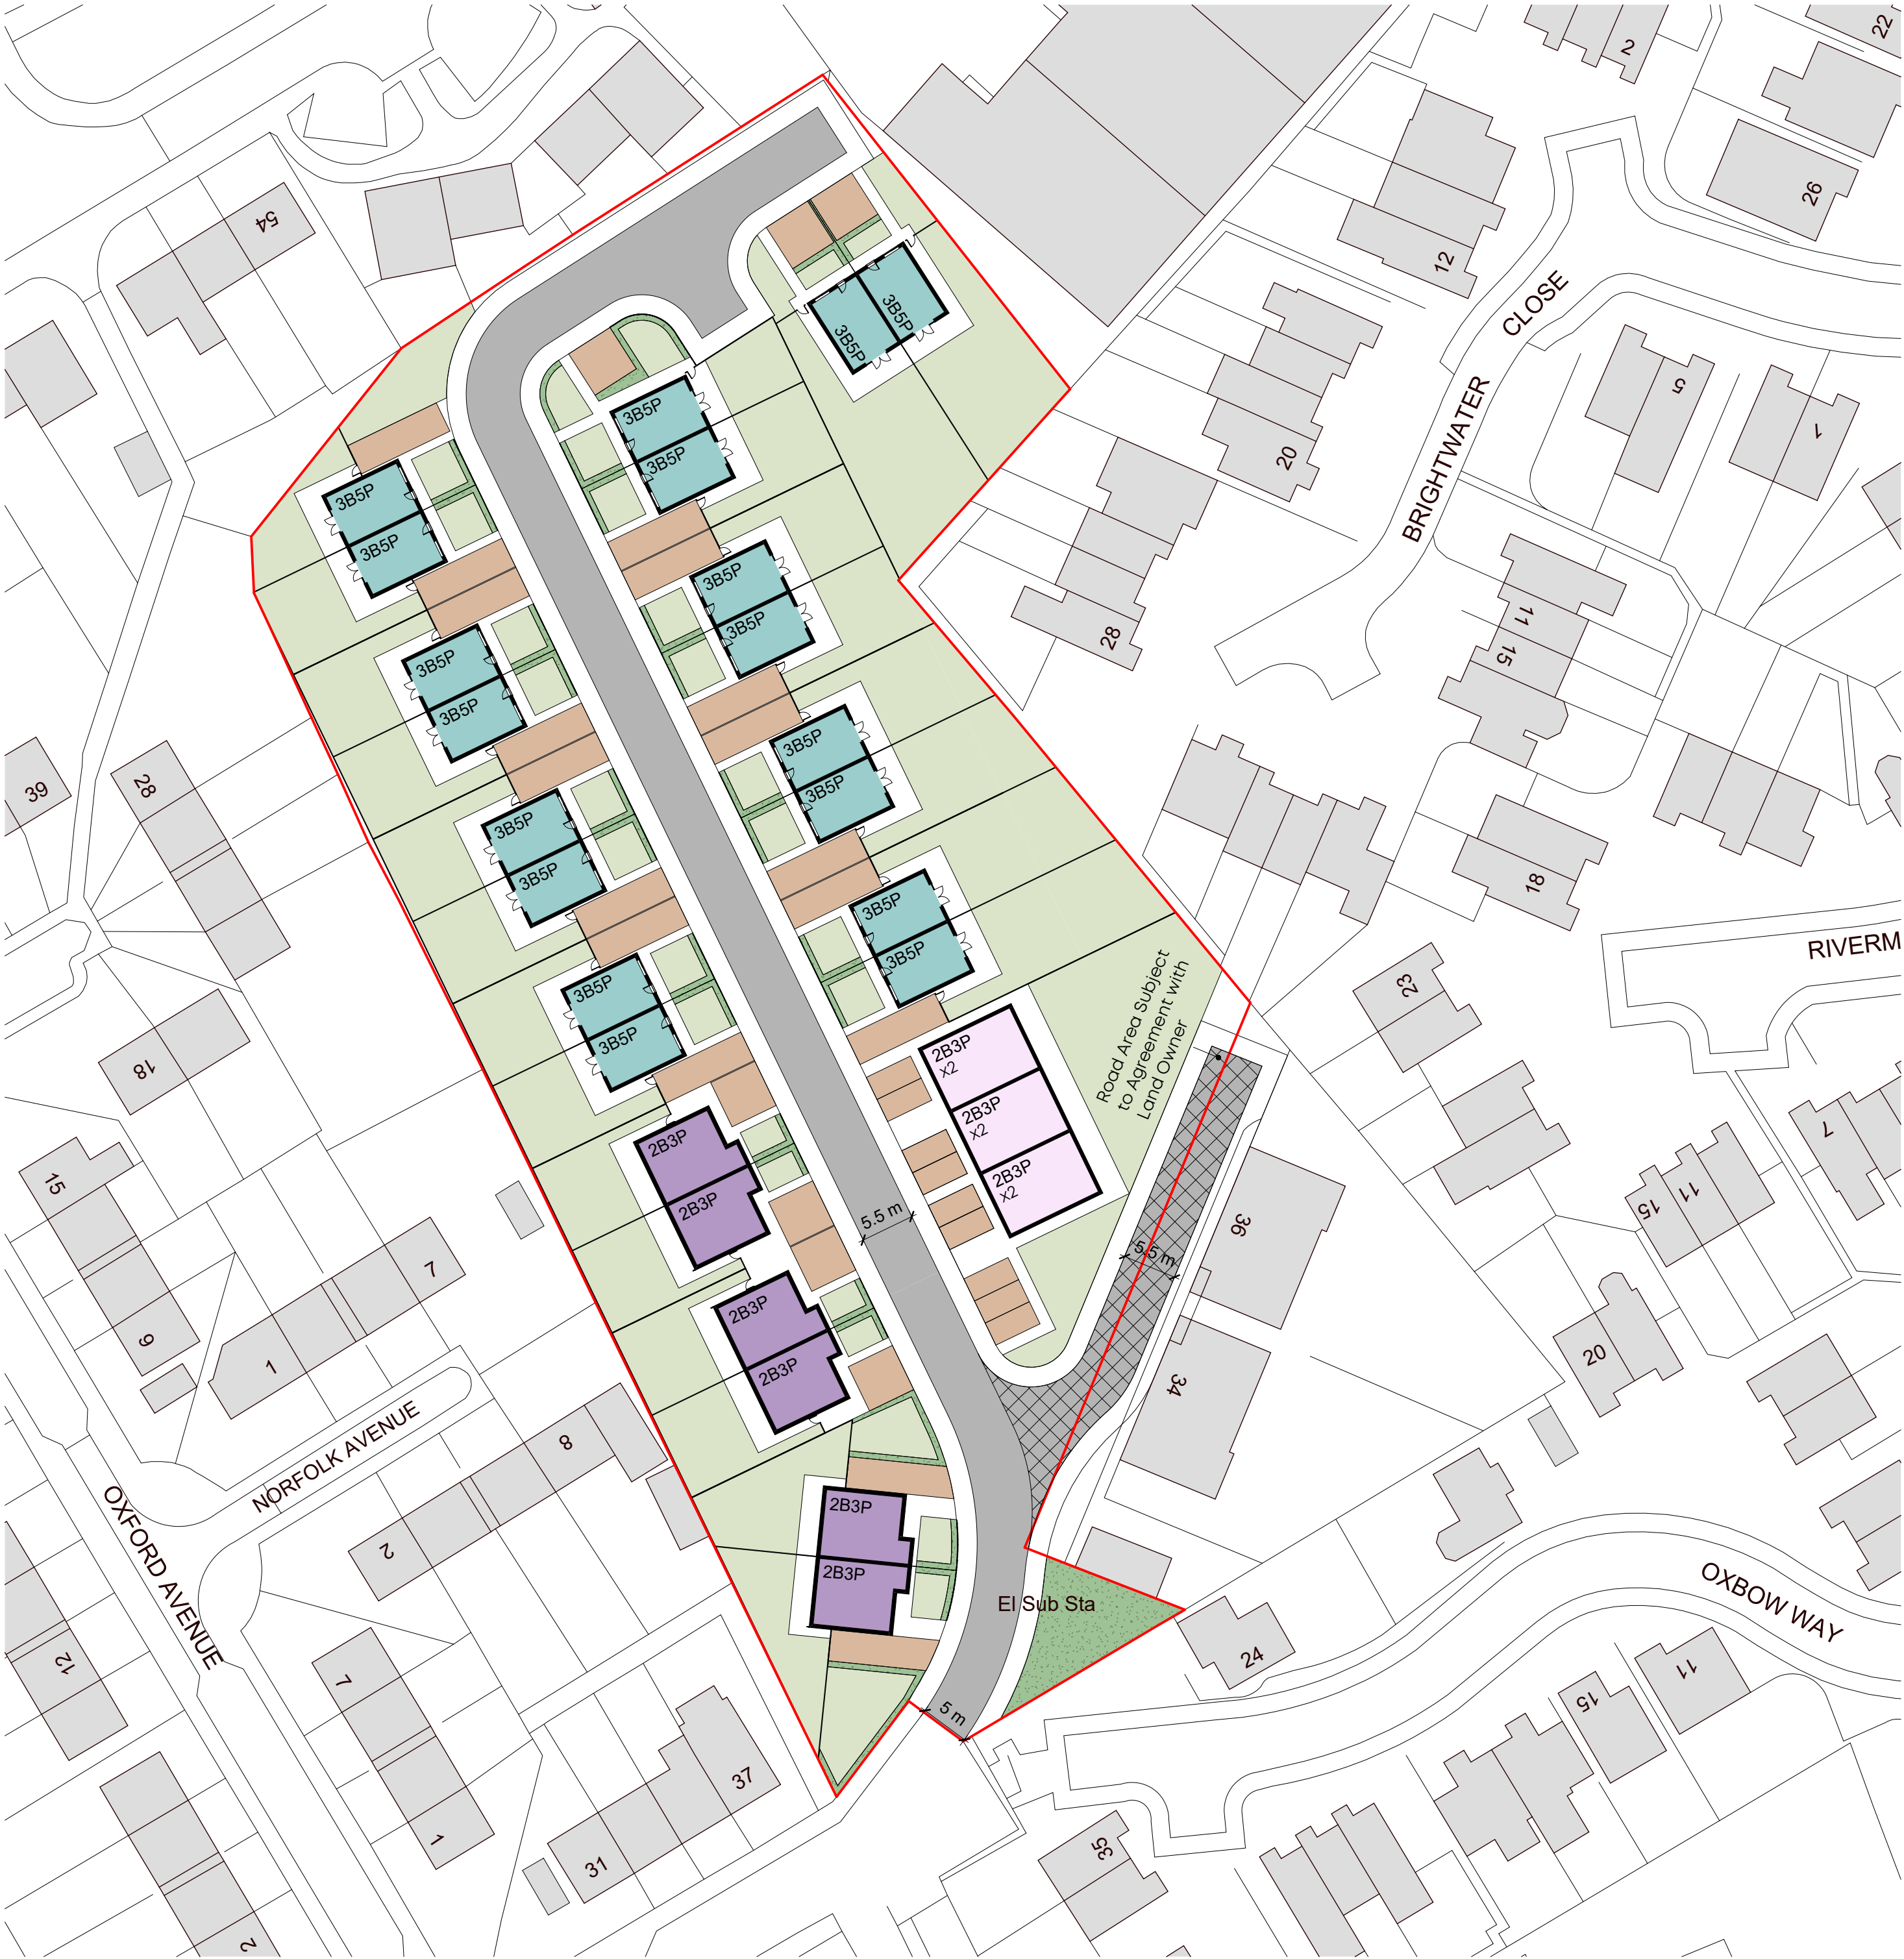 2
22
54
26
12
CLOSE
3B5P
3B5P
5
1
3B5P
3B5P
20
BRIGHTWATER
3B5P
3B5P
3B5P
3B5P
11
28
15
3B5P
3B5P
3B5P
3B5P
39
28
3B5P
3B5P
18
3B5P
3B5P
RIVERM
23
3B5P
3B5P
Road Area Subject
to Agreement with
Land Owner
18
2B3P
x2
2B3P
x2
2B3P
x2
7
2B3P
2B3P
15
11
15
36
5.5 m
5.5 m
7
9
1
2B3P
2B3P
20
34
NORFOLK AVENUE
8
2
OXFORD AVENUE
2B3P
2B3P
El Sub Sta
OXBOW WAY
24
12
7
11
15
5 m
37
1
31
35
2